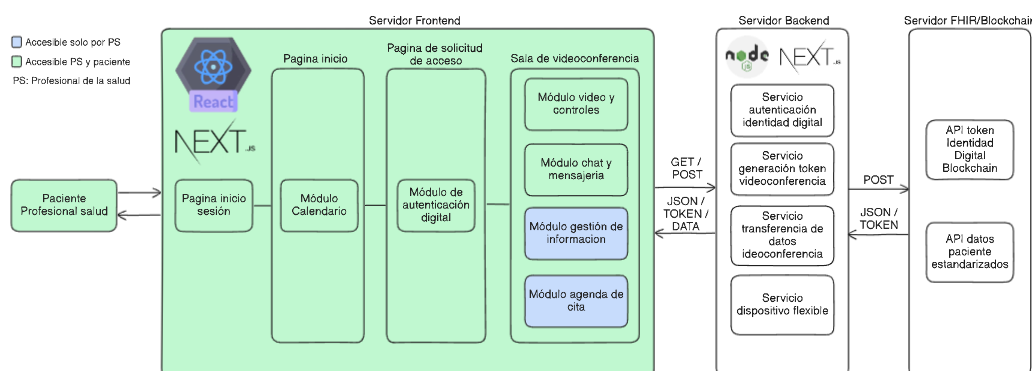 Servidor Frontend
Servidor Backend
Servidor FHIR/Blockchain
Accesible solo por PS
Accesible PS y paciente
PS: Profesional de la salud
React
NEXT.JS
Pagina inicio
Pagina de solicitud
de acceso
Sala de videoconferencia
Paciente
Profesional salud
Pagina inicio
sesión
Módulo
Calendario
Módulo de
autenticación
digital
Módulo video y
controles
Módulo chat y
mensajeria
Módulo gestión de
informacion
Módulo agenda de
cita
GET /
POST
JSON /
TOKEN /
DATA
node
JS
NEXT.JS
Servicio
autenticación
identidad digital
Servicio
generación token
videoconferencia
Servicio
transferencia de
datos
ideoconferencia
Servicio
dispositivo flexible
POST
JSON /
TOKEN
API token
Identidad
Digital
Blockchain
API datos
paciente
estandarizados